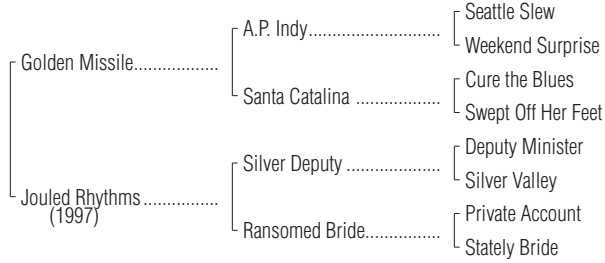 Seattle Slew
A.P. Indy
Weekend Surprise
Golden Missile
Cure the Blues
Santa Catalina
Swept Off Her Feet
Deputy Minister
Silver Deputy
Silver Valley
Jouled Rhythms
(1997)
Private Account
Ransomed Bride
Stately Bride